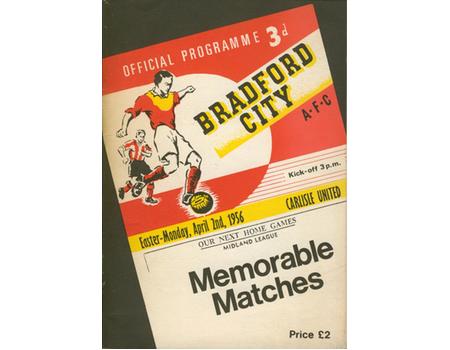 OFFICIAL PROGRAMME 3d
BRADFORD
CITY
A·F·C
Kick-off 3 p.m.
Easter-Monday, April 2nd, 1956
CARLISLE UNITED
OUR NEXT HOME GAMES
MIDLAND LEAGUE
Memorable
Matches
Price £2